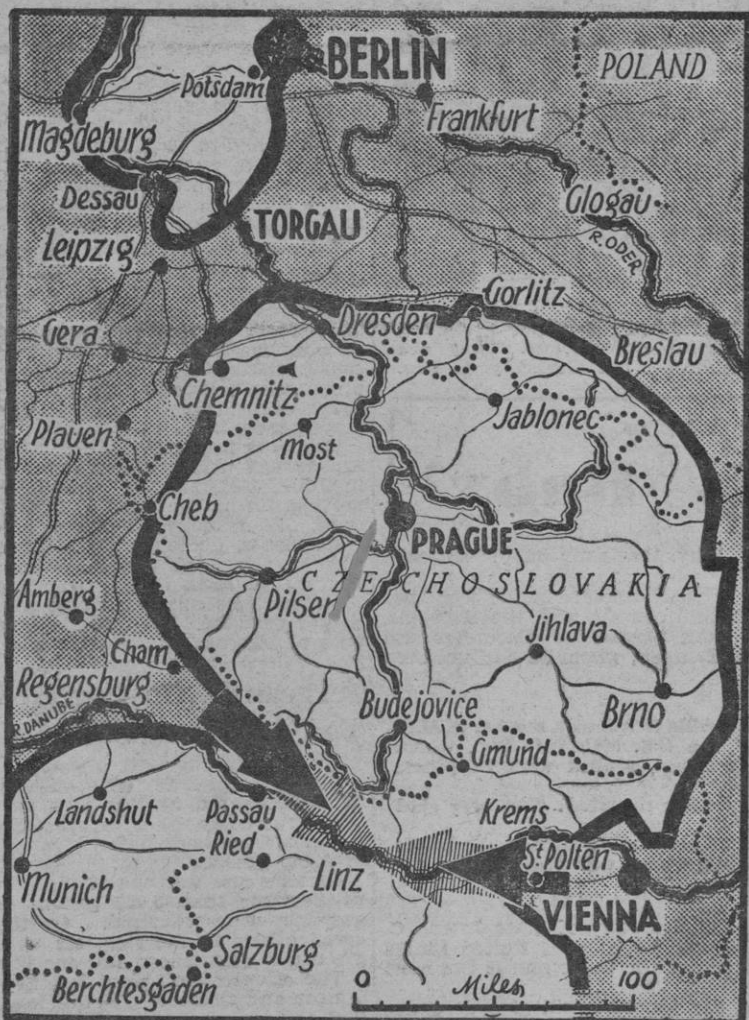 BERLIN
POLAND
Potsdam
Frankfurt
Magdeburg
Dessau
Glogau
TORGAU
R. ODER
Leipzig
Gorlitz
Dresden
Gera
Breslau
Chemnitz
Jablonec
Plauen
Most
Cheb
PRAGUE
CZECHOSLOVAKIA
Pilsen
Amberg
Jihlava
Cham
Regensburg
R. DANUBE
Budejovice
Brno
Gmund
Landshut
Passau
Krems
Ried
St Polten
Linz
Munich
VIENNA
Salzburg
Berchtesgaden
0 Miles 100